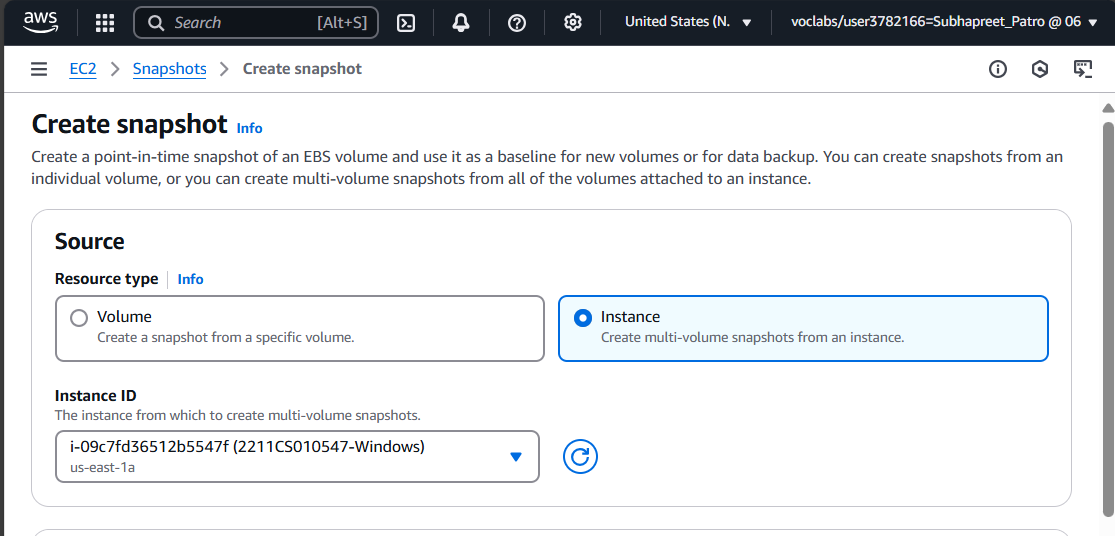 aws
Search [Alt+S]
United States (N.
voclabs/user3782166=Subhapreet_Patro @ 06
EC2 > Snapshots > Create snapshot
Create snapshot Info
Create a point-in-time snapshot of an EBS volume and use it as a baseline for new volumes or for data backup. You can create snapshots from an
individual volume, or you can create multi-volume snapshots from all of the volumes attached to an instance.
Source
Resource type Info
Volume
Create a snapshot from a specific volume.
Instance
Create multi-volume snapshots from an instance.
Instance ID
The instance from which to create multi-volume snapshots.
i-09c7fd36512b5547f (2211CS010547-Windows)
us-east-1a